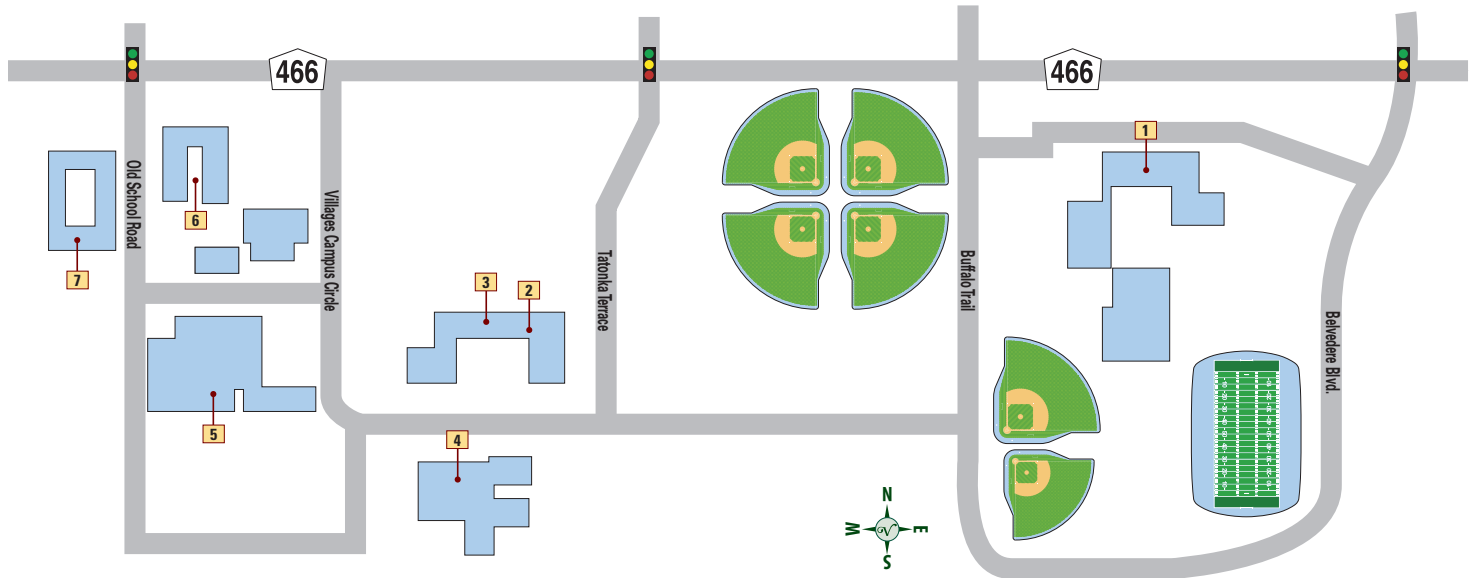 466
466
1
Old School Road
6
Villages Campus Circle
7
Tatonka Terrace
Buffalo Trail
3
2
Belvedere Blvd.
5
4
N
W
E
S